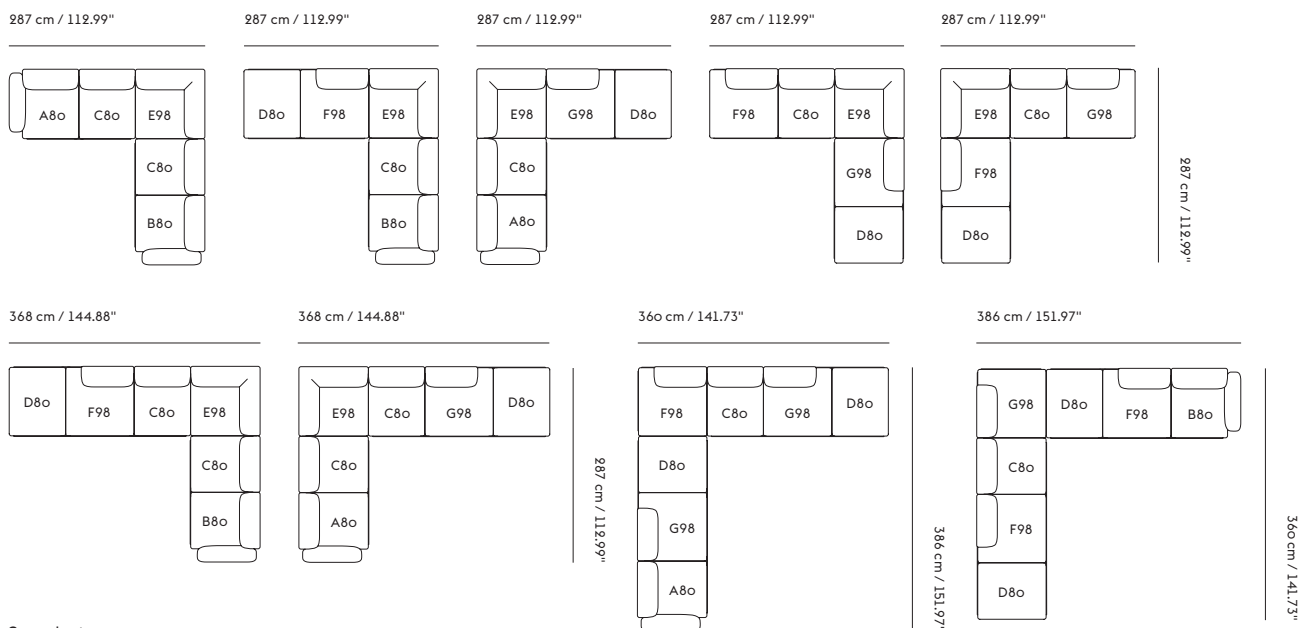 287 cm / 112.99" 287 cm / 112.99" 287 cm / 112.99" 287 cm / 112.99" 287 cm / 112.99"
A80 C80 E98 D80 F98 E98 E98 G98 D80 F98 C80 E98 E98 C80 G98
C80 C80 C80 G98 F98
287 cm / 112.99"
B80 B80 A80 D80 D80
368 cm / 144.88" 368 cm / 144.88" 360 cm / 141.73" 386 cm / 151.97"
D80 F98 C80 E98 E98 C80 G98 D80 F98 C80 G98 D80 G98 D80 F98 B80
C80 C80 D80 C80
287 cm / 112.99"
B80 A80 G98 F98
386 cm / 151.97"
360 cm / 141.73"
A80 D80